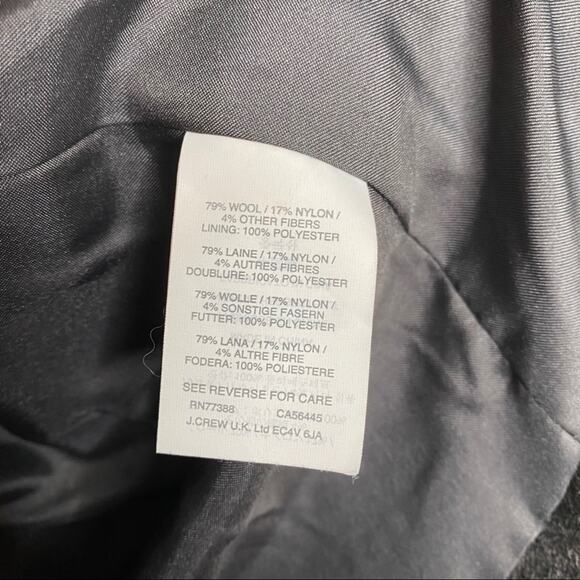 79% WOOL / 17% NYLON /
4% OTHER FIBERS
LINING: 100% POLYESTER
79% LAINE / 17% NYLON /
4% AUTRES FIBRES
DOUBLURE: 100% POLYESTER
79% WOLLE / 17% NYLON /
4% SONSTIGE FASERN
FUTTER: 100% POLYESTER
79% LANA / 17% NYLON /
4% ALTRE FIBRE
FODERA: 100% POLIESTERE
SEE REVERSE FOR CARE
RN77388 CA56445
J.CREW U.K. Ltd EC4V 6JA